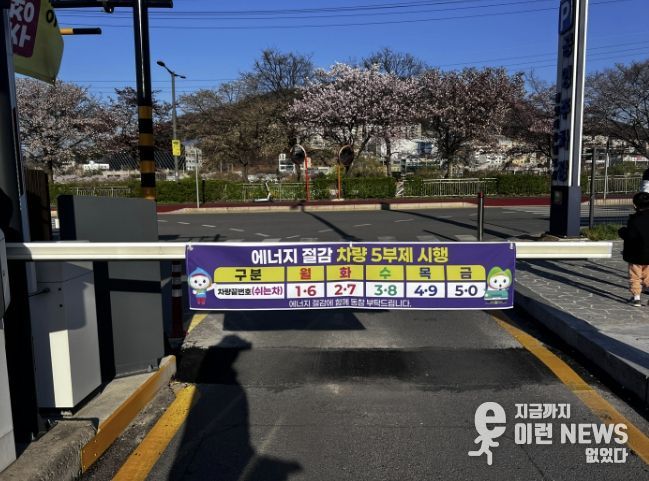 에너지 절감 차량 5부제 시행
구분 월 화 수 목 금
차량끝번호(쉬는차) 1·6 2·7 3·8 4·9 5·0
에너지 절감에 함께 동참 부탁드립니다.
지금까지
이런 NEWS
없었다